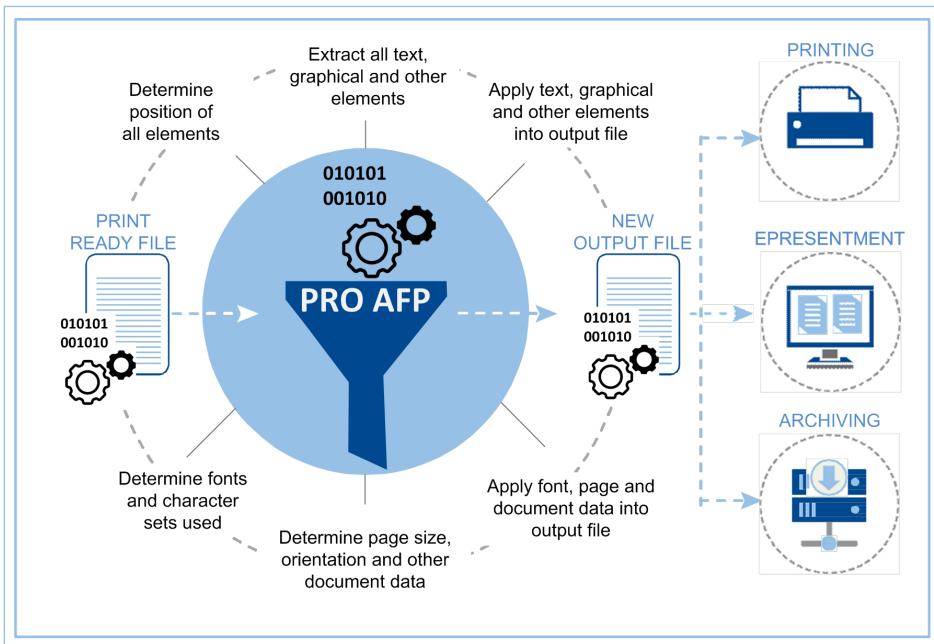 PRINTING
Extract all text,
graphical and other
elements
Determine
position of
all elements
Apply text, graphical
and other elements
into output file
010101
001010
PRINT
READY FILE
NEW
OUTPUT FILE
EPRESENTMENT
PRO AFP
010101
001010
010101
001010
ARCHIVING
Determine fonts
and character
sets used
Apply font, page and
document data into
output file
Determine page size,
orientation and other
document data